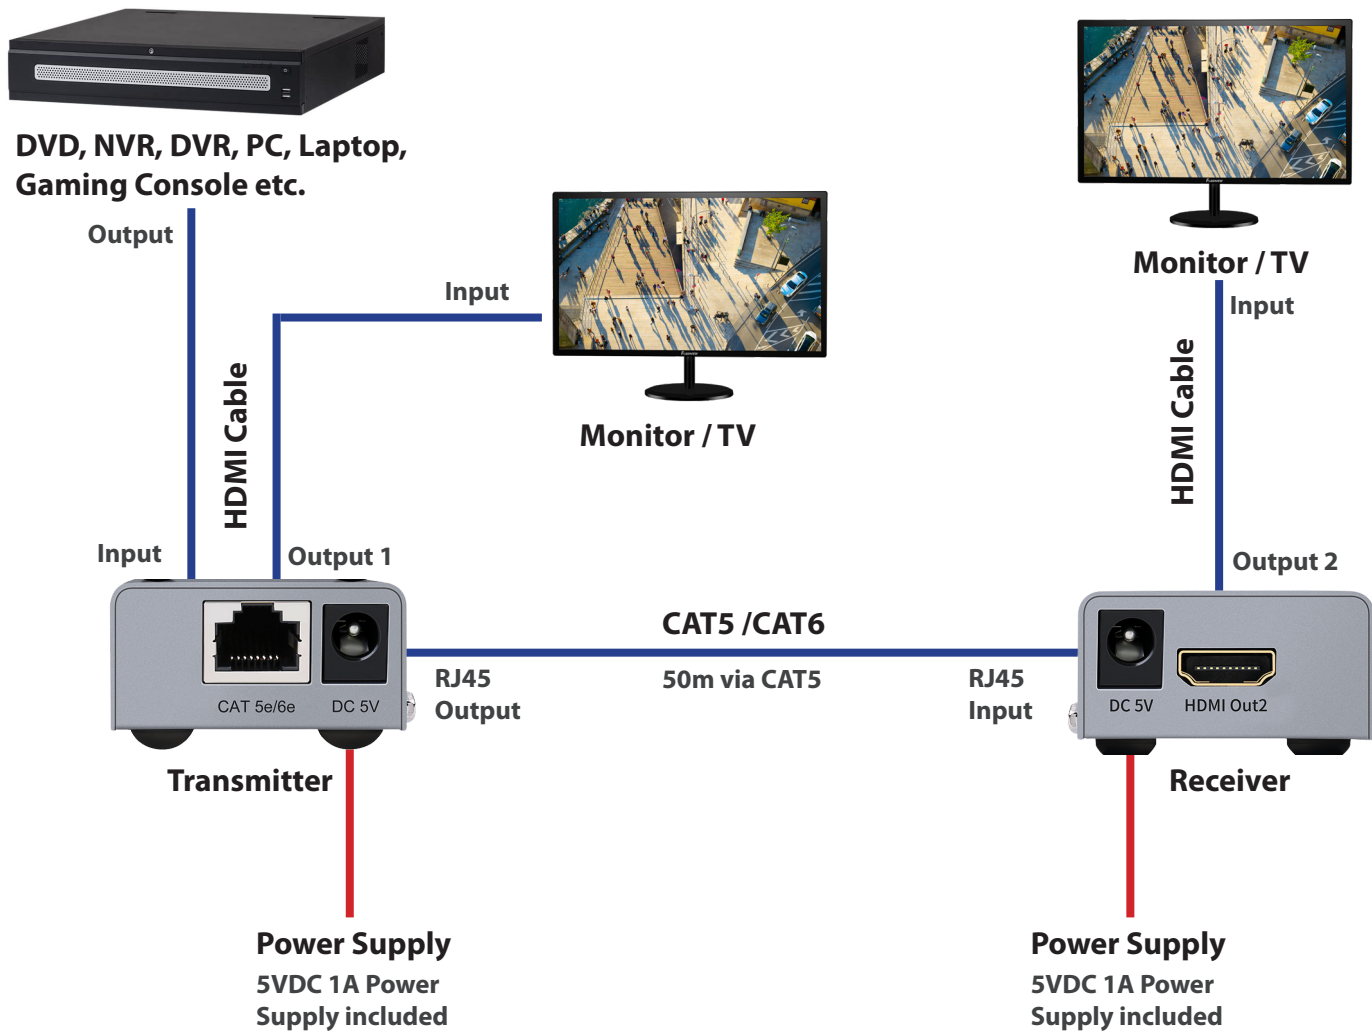 DVD, NVR, DVR, PC, Laptop,
Gaming Console etc.
Output
Input
Monitor / TV
Monitor / TV
Input
HDMI Cable
HDMI Cable
Input
Output 1
Output 2
CAT5 /CAT6
50m via CAT5
RJ45
Output
RJ45
Input
CAT 5e/6e
DC 5V
DC 5V
HDMI Out2
Transmitter
Receiver
Power Supply
5VDC 1A Power
Supply included
Power Supply
5VDC 1A Power
Supply included